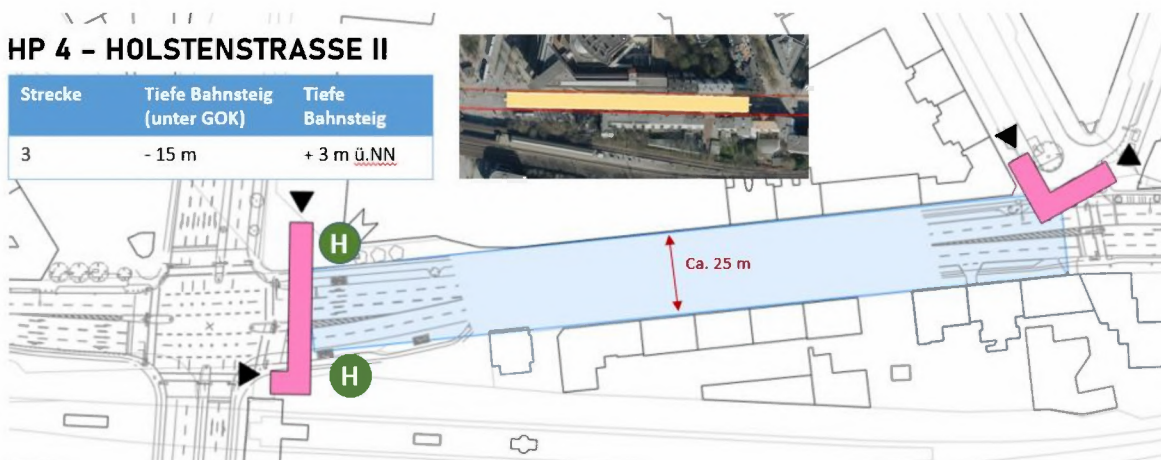 HP 4 – HOLSTENSTRASSE II
Strecke Tiefe Bahnsteig (unter GOK) Tiefe Bahnsteig
3 - 15 m + 3 m ü.NN
H
Ca. 25 m
H